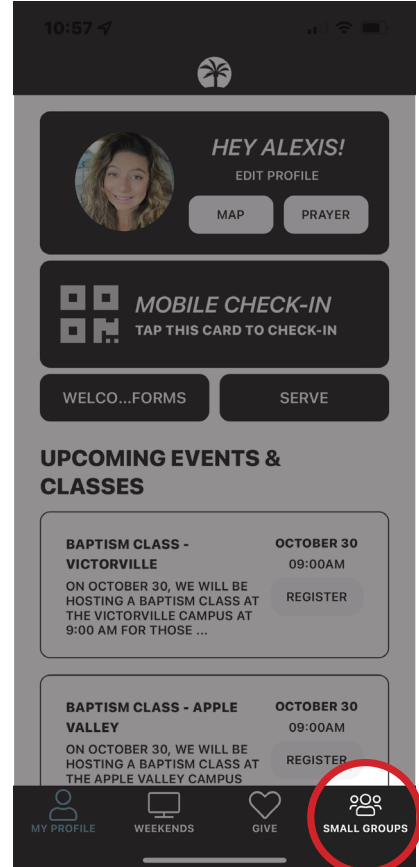 10:57
HEY ALEXIS!
EDIT PROFILE
MAP
PRAYER
MOBILE CHECK-IN
TAP THIS CARD TO CHECK-IN
WELCO...FORMS
SERVE
UPCOMING EVENTS &
CLASSES
BAPTISM CLASS -
VICTORVILLE
ON OCTOBER 30, WE WILL BE
HOSTING A BAPTISM CLASS AT
THE VICTORVILLE CAMPUS AT
9:00 AM FOR THOSE ...
OCTOBER 30
09:00AM
REGISTER
BAPTISM CLASS - APPLE
VALLEY
ON OCTOBER 30, WE WILL BE
HOSTING A BAPTISM CLASS AT
THE APPLE VALLEY CAMPUS
OCTOBER 30
09:00AM
REGISTER
MY PROFILE
WEEKENDS
GIVE
SMALL GROUPS